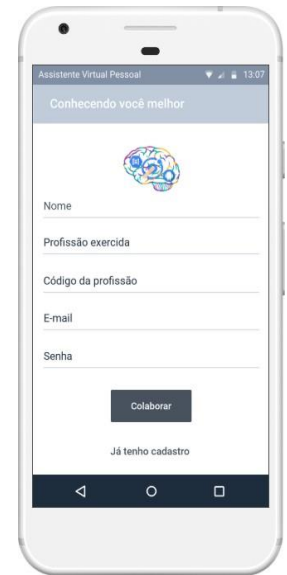 Assistente Virtual Pessoal 13:07
Conhecendo você melhor
Nome
Profissão exercida
Código da profissão
E-mail
Senha
Colaborar
Já tenho cadastro